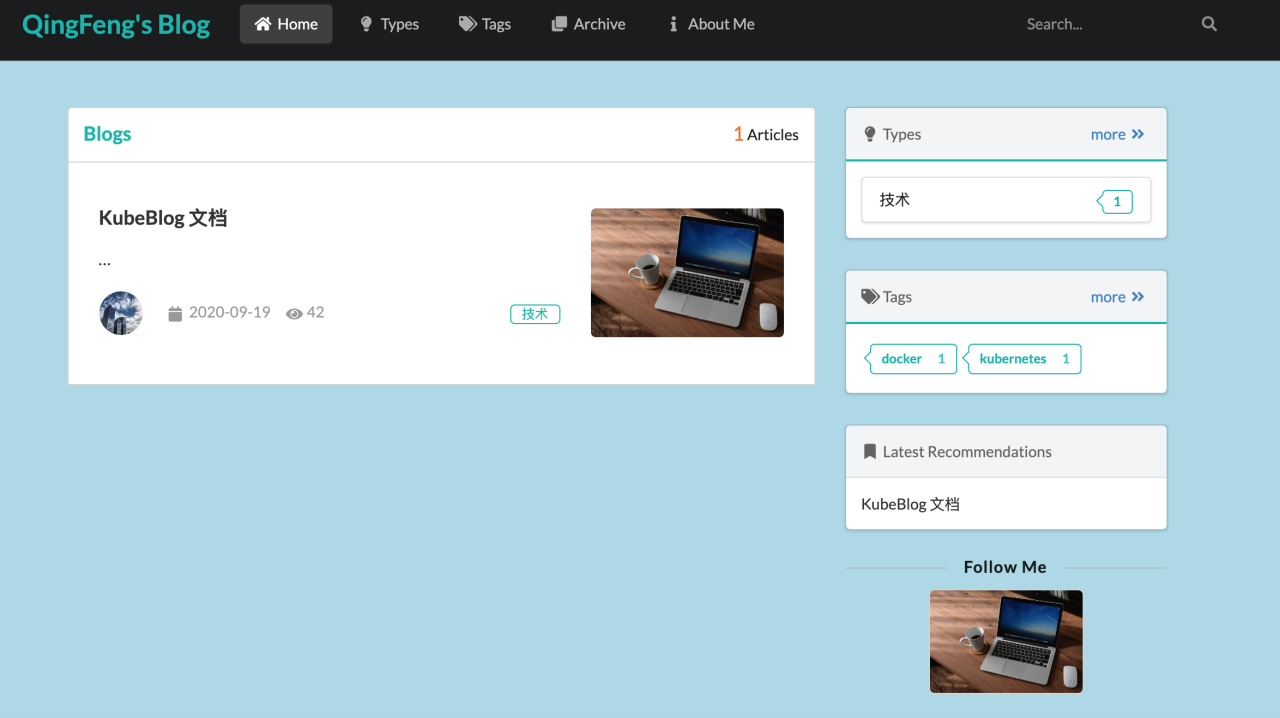 QingFeng's Blog
Home
Types
Tags
Archive
About Me
Search...
Blogs
1 Articles
KubeBlog 文档
...
2020-09-19
42
技术
Types
more
技术
1
Tags
more
docker 1
kubernetes 1
Latest Recommendations
KubeBlog 文档
Follow Me